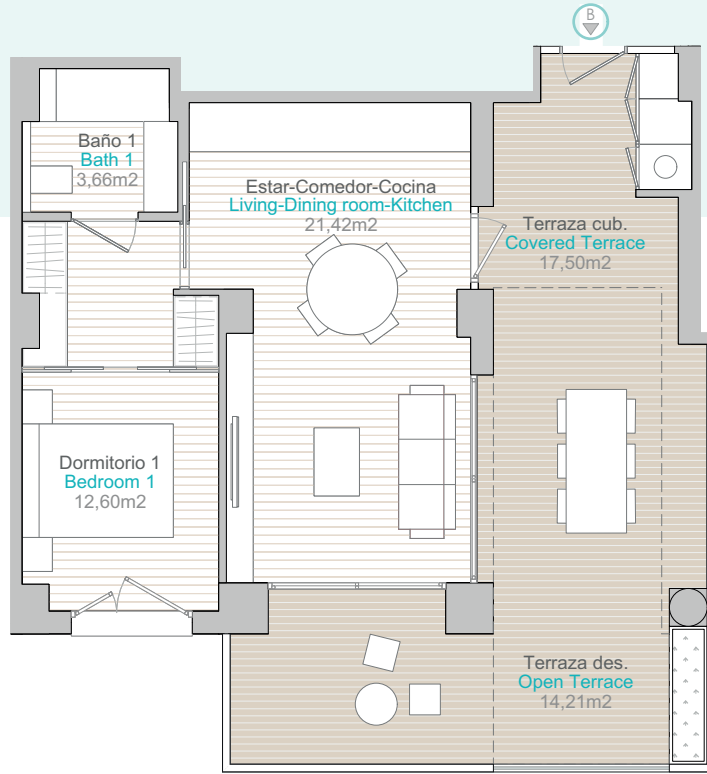 B
Baño 1
Bath 1
3,66m2
Estar-Comedor-Cocina
Living-Dining room-Kitchen
21,42m2
Terraza cub.
Covered Terrace
17,50m2
Dormitorio 1
Bedroom 1
12,60m2
Terraza des.
Open Terrace
14,21m2